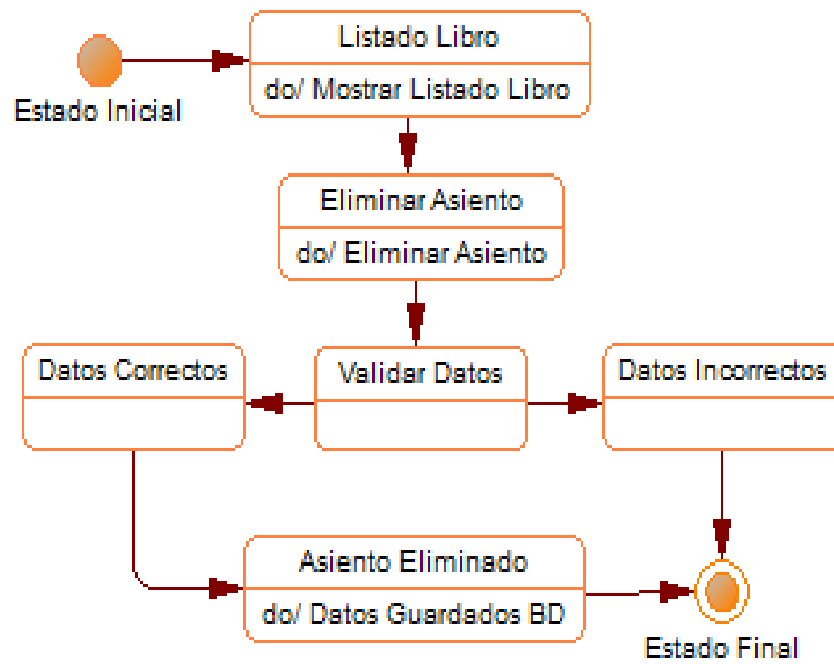 Listado Libro
do/ Mostrar Listado Libro
Estado Inicial
Eliminar Asiento
do/ Eliminar Asiento
Datos Correctos
Validar Datos
Datos Incorrectos
Asiento Eliminado
do/ Datos Guardados BD
Estado Final